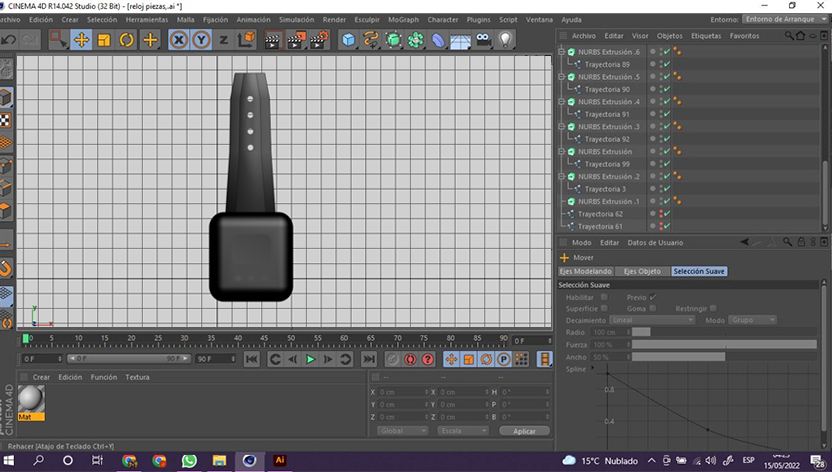 CINEMA 4D R14.042 Studio (32 Bit) - [reloj piezas,.ai *]
Archivo Edición Crear Selección Herramientas Malla Fijación Animación Simulación Render Esculpir MoGraph Character Plugins Script Ventana Ayuda Entorno: Entorno de Arranque
Archivo Editar Visor Objetos Etiquetas Favoritos
X Y Z
NURBS Extrusión .6
Trayectoria 89
NURBS Extrusión .5
Trayectoria 90
NURBS Extrusión .4
Trayectoria 91
NURBS Extrusión .3
Trayectoria 92
NURBS Extrusión
Trayectoria 99
NURBS Extrusión .2
Trayectoria 3
NURBS Extrusión .1
Trayectoria 62
Trayectoria 61
Modo Editar Datos de Usuario
Mover
Ejes Modelando Ejes Objeto Selección Suave
Selección Suave
Habilitar Previo
Superficie Goma Restringir
Decaimiento Lineal Modo Grupo
Radio 100 cm
Fuerza 100 %
Ancho 50 %
Spline
0.8
0.4
Y
X
0 5 10 15 20 25 30 35 40 45 50 55 60 65 70 75 80 85 90 0 F
0 F 0 F 90 F 90 F
P
Crear Edición Función Textura
Mat
CINEMA4D
-- -- --
X 0 cm X 0 cm H 0 °
Y 0 cm Y 0 cm P 0 °
Z 0 cm Z 0 cm B 0 °
Global Escala Aplicar
Rehacer [Atajo de Teclado Ctrl+Y]
Ai
15°C Nublado ESP
15/05/2022
28